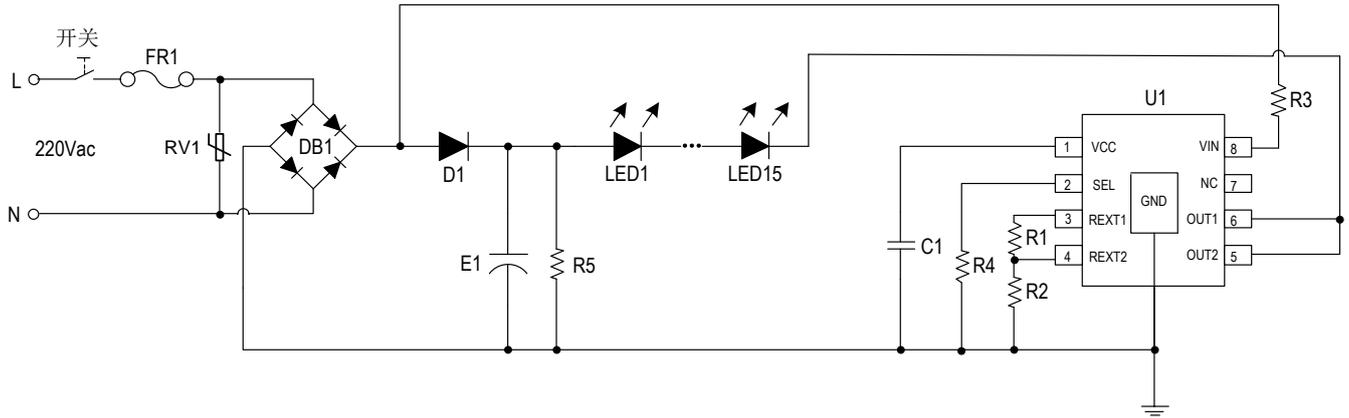 开关
FR1
L
220Vac
RV1
DB1
N
D1
E1
R5
LED1
LED15
C1
R4
R1
R2
U1
R3
1 VCC
2 SEL
3 REXT1
4 REXT2
GND
VIN 8
NC 7
OUT1 6
OUT2 5